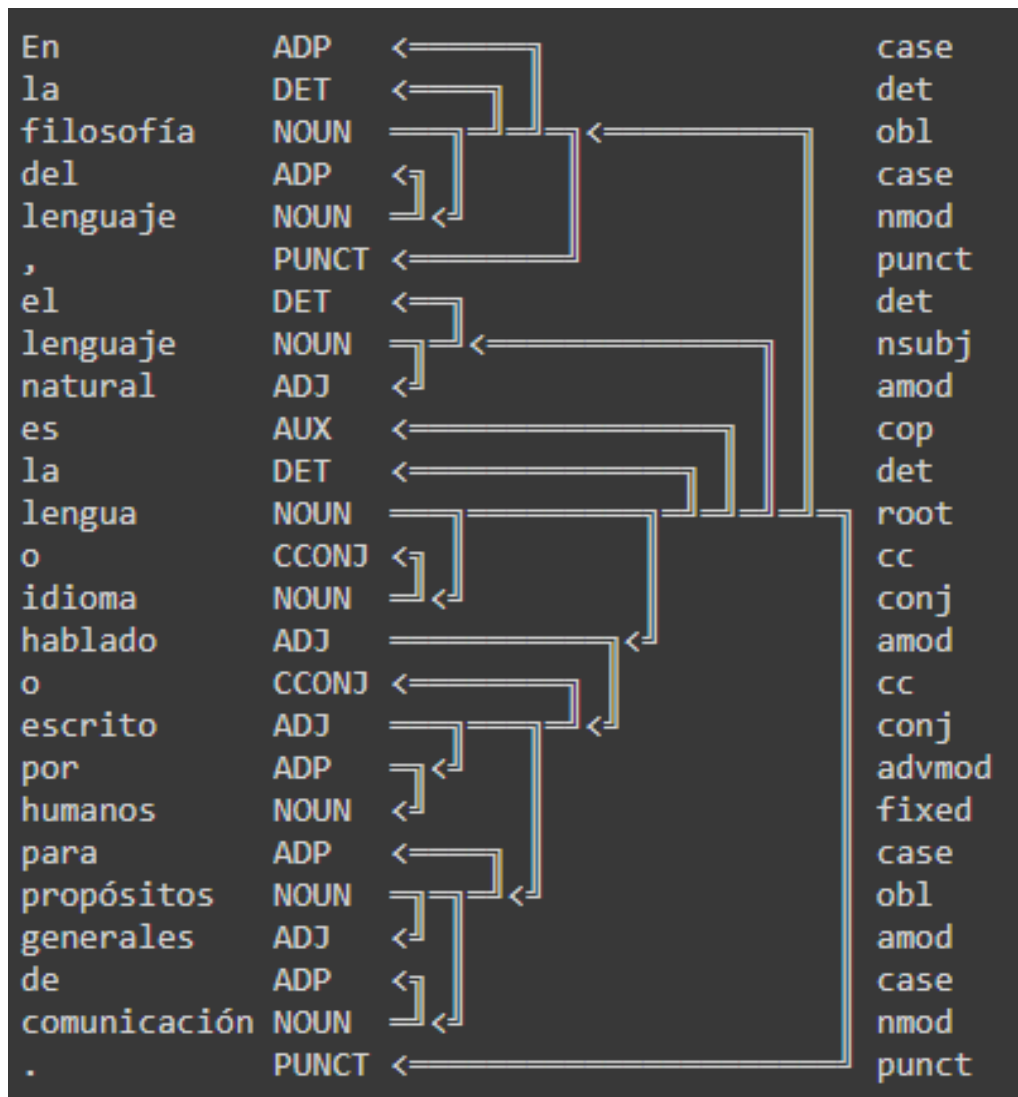 En ADP case
la DET det
filosofía NOUN obl
del ADP case
lenguaje NOUN nmod
, PUNCT punct
el DET det
lenguaje NOUN nsubj
natural ADJ amod
es AUX cop
la DET det
lengua NOUN root
o CCONJ cc
idioma NOUN conj
hablado ADJ amod
o CCONJ cc
escrito ADJ conj
por ADP advmod
humanos NOUN fixed
para ADP case
propósitos NOUN obl
generales ADJ amod
de ADP case
comunicación NOUN nmod
. PUNCT punct